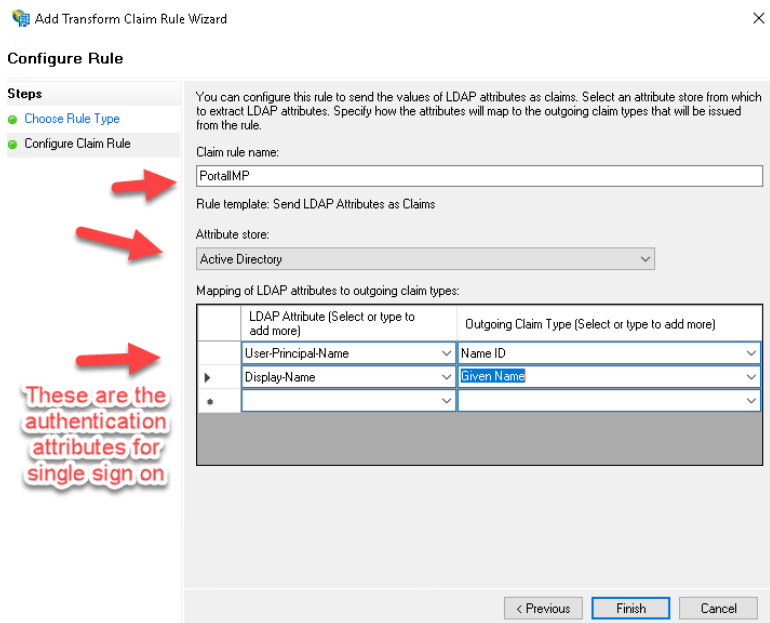 Add Transform Claim Rule Wizard
Configure Rule
Steps
Choose Rule Type
Configure Claim Rule
You can configure this rule to send the values of LDAP attributes as claims. Select an attribute store from which
to extract LDAP attributes. Specify how the attributes will map to the outgoing claim types that will be issued
from the rule.
Claim rule name:
PortalIMP
Rule template: Send LDAP Attributes as Claims
Attribute store:
Active Directory
Mapping of LDAP attributes to outgoing claim types:
LDAP Attribute (Select or type to
add more)
Outgoing Claim Type (Select or type to add more)
User-Principal-Name
Name ID
Display-Name
Given Name
These are the
authentication
attributes for
single sign on
< Previous
Finish
Cancel